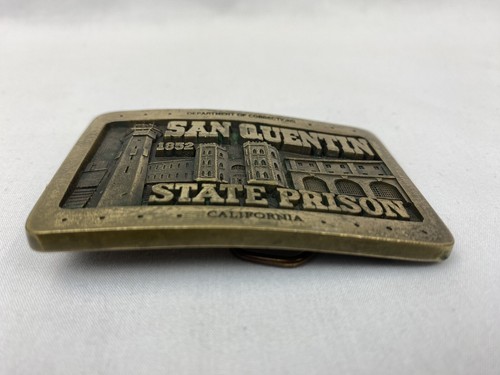 DEPARTMENT OF CORRECTIONS
SAN QUENTIN
1852
STATE PRISON
CALIFORNIA